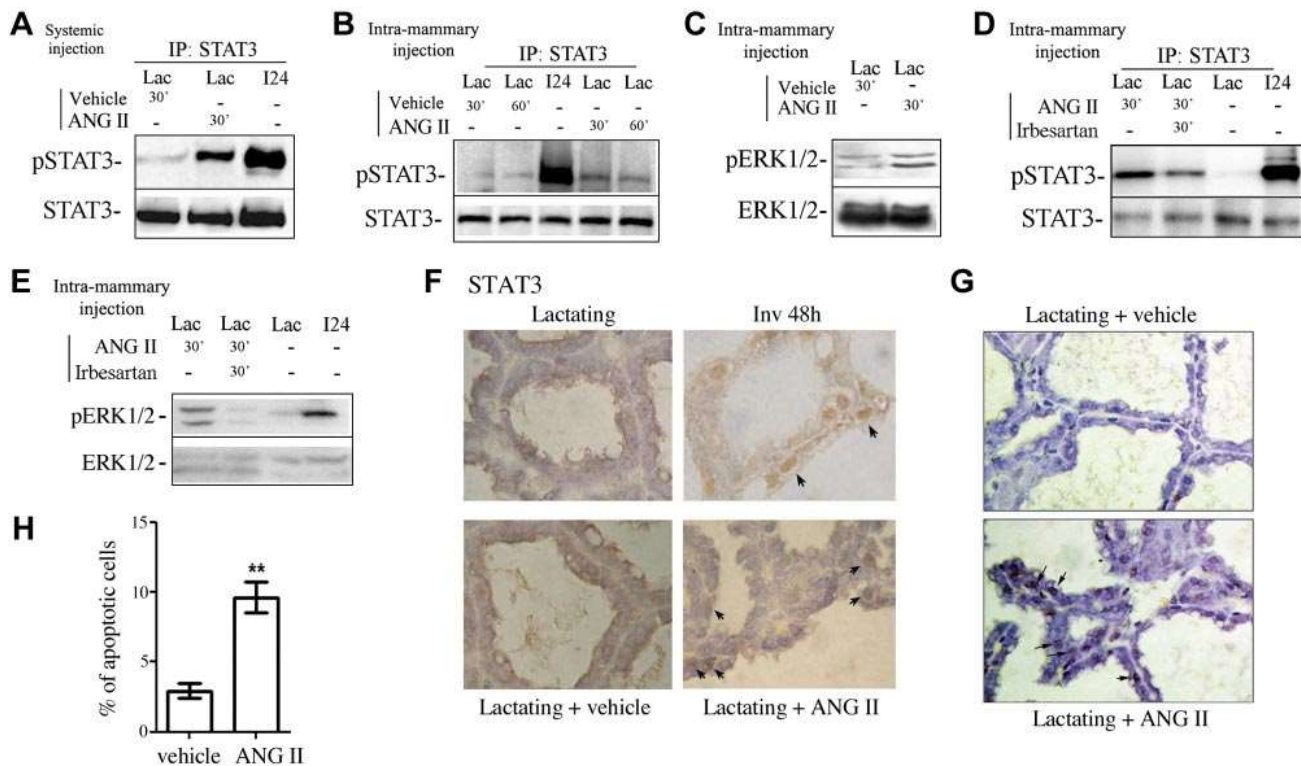 A Systemic injection
IP: STAT3
Lac Lac I24
Vehicle 30' - -
ANG II - 30' -
pSTAT3-
STAT3-
B Intra-mammary injection
IP: STAT3
Lac Lac I24 Lac Lac
Vehicle 30' 60' - - -
ANG II - - - 30' 60'
pSTAT3-
STAT3-
C Intra-mammary injection
Lac Lac
Vehicle 30' -
ANG II - 30'
pERK1/2-
ERK1/2-
D Intra-mammary injection
IP: STAT3
Lac Lac Lac I24
ANG II 30' 30' - -
Irbesartan - 30' - -
pSTAT3-
STAT3-
E Intra-mammary injection
Lac Lac Lac I24
ANG II 30' 30' - -
Irbesartan - 30' - -
pERK1/2 -
ERK1/2 -
F STAT3
Lactating Inv 48h
Lactating + vehicle Lactating + ANG II
G
Lactating + vehicle
Lactating + ANG II
H
% of apoptotic cells
15
10
5
0
**
vehicle ANG II